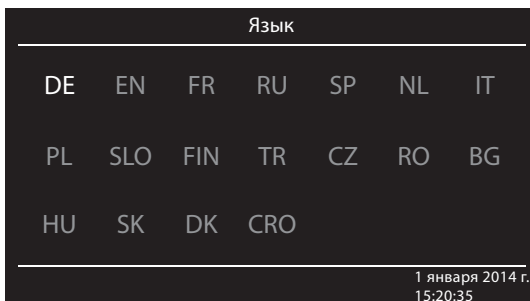 Язык
DE EN FR RU SP NL IT
PL SLO FIN TR CZ RO BG
HU SK DK CRO
1 января 2014 г.
15:20:35